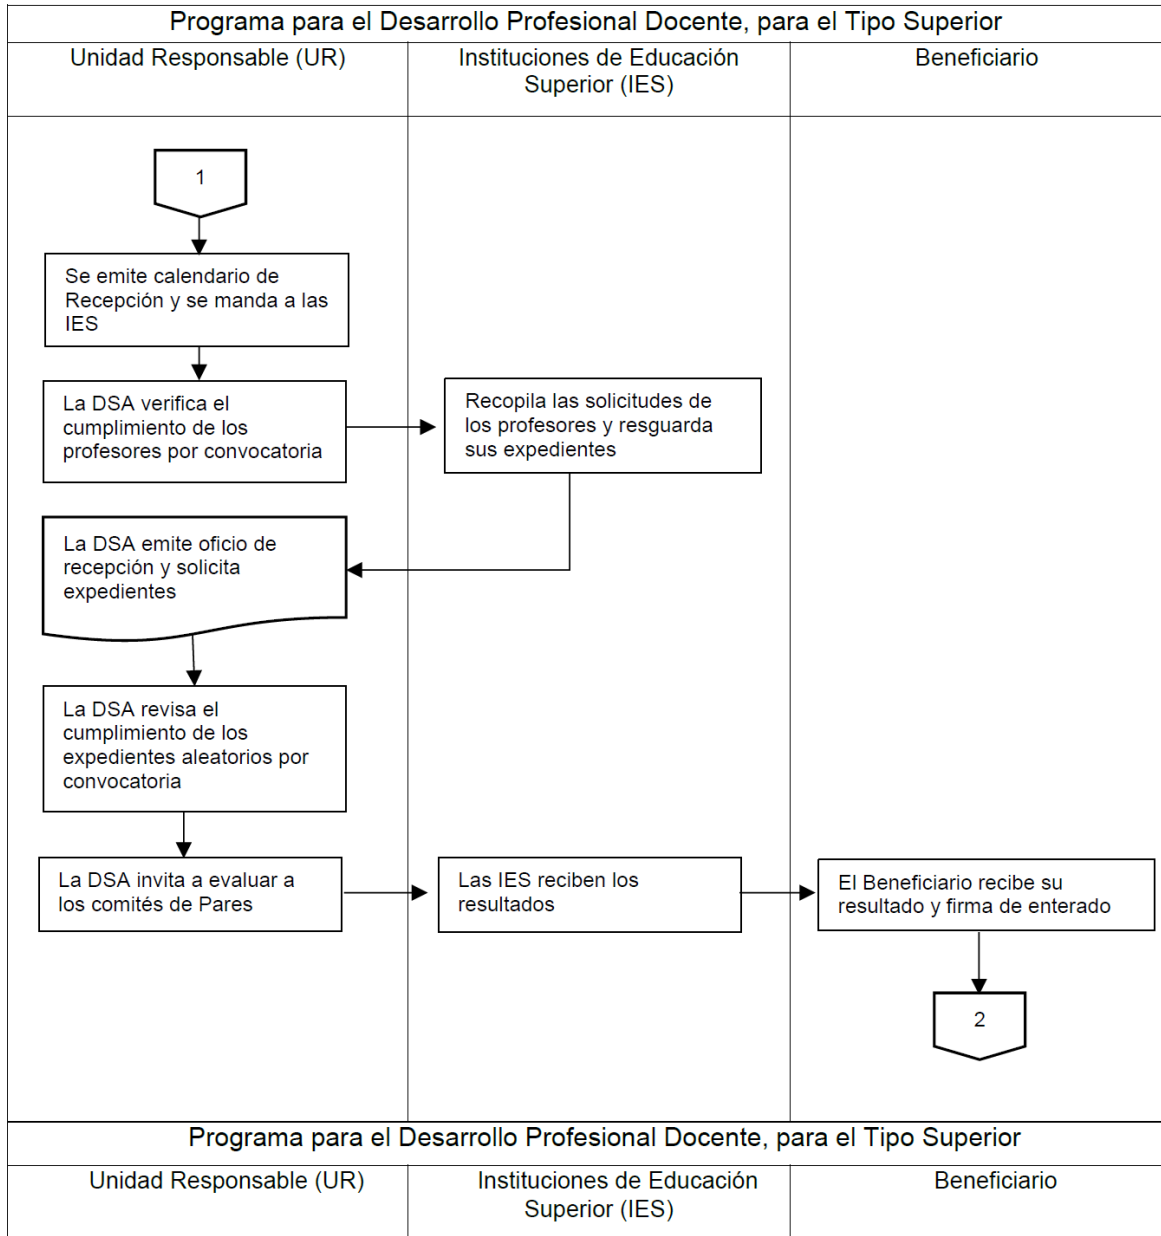 Programa para el Desarrollo Profesional Docente, para el Tipo Superior
Unidad Responsable (UR)
Instituciones de Educación
Superior (IES)
Beneficiario
1
Se emite calendario de
Recepción y se manda a las
IES
La DSA verifica el
cumplimiento de los
profesores por convocatoria
Recopila las solicitudes de
los profesores y resguarda
sus expedientes
La DSA emite oficio de
recepción y solicita
expedientes
La DSA revisa el
cumplimiento de los
expedientes aleatorios por
convocatoria
La DSA invita a evaluar a
los comités de Pares
Las IES reciben los
resultados
El Beneficiario recibe su
resultado y firma de enterado
2
Programa para el Desarrollo Profesional Docente, para el Tipo Superior
Unidad Responsable (UR)
Instituciones de Educación
Superior (IES)
Beneficiario